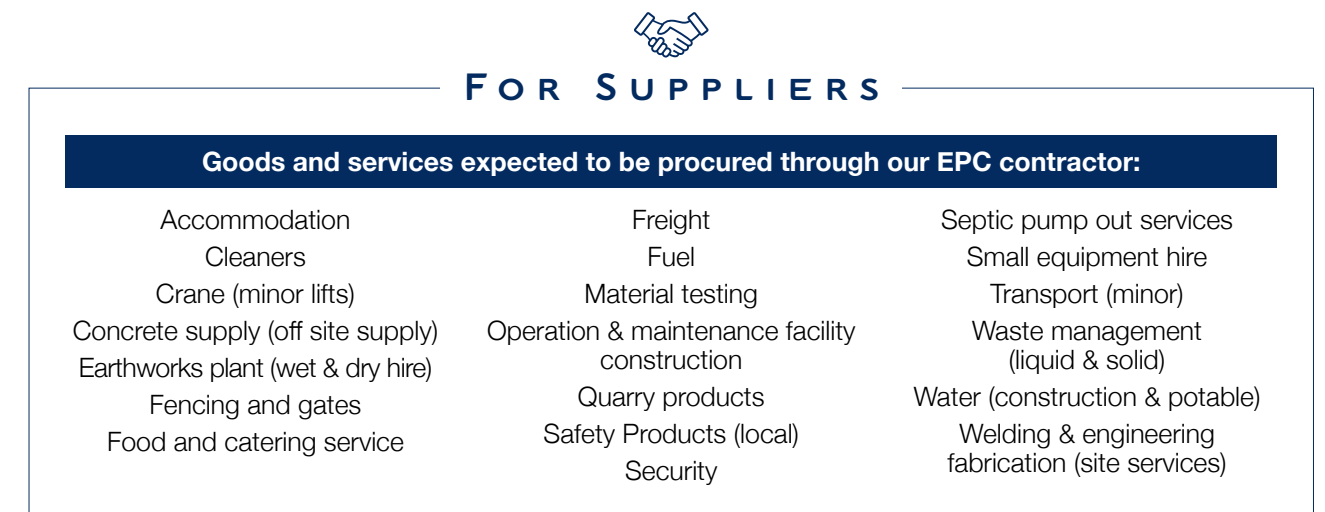 FOR SUPPLIERS
Goods and services expected to be procured through our EPC contractor:
Accommodation
Cleaners
Crane (minor lifts)
Concrete supply (off site supply)
Earthworks plant (wet & dry hire)
Fencing and gates
Food and catering service
Freight
Fuel
Material testing
Operation & maintenance facility
construction
Quarry products
Safety Products (local)
Security
Septic pump out services
Small equipment hire
Transport (minor)
Waste management
(liquid & solid)
Water (construction & potable)
Welding & engineering
fabrication (site services)